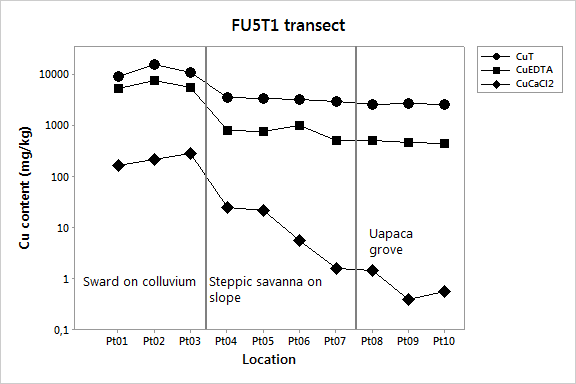 FU5T1 transect
CuT
CuEDTA
CuCaCl2
Cu content (mg/kg)
10000
1000
100
10
1
0,1
Sward on colluvium
Steppic savanna on
slope
Uapaca
grove
Pt01 Pt02 Pt03 Pt04 Pt05 Pt06 Pt07 Pt08 Pt09 Pt10
Location